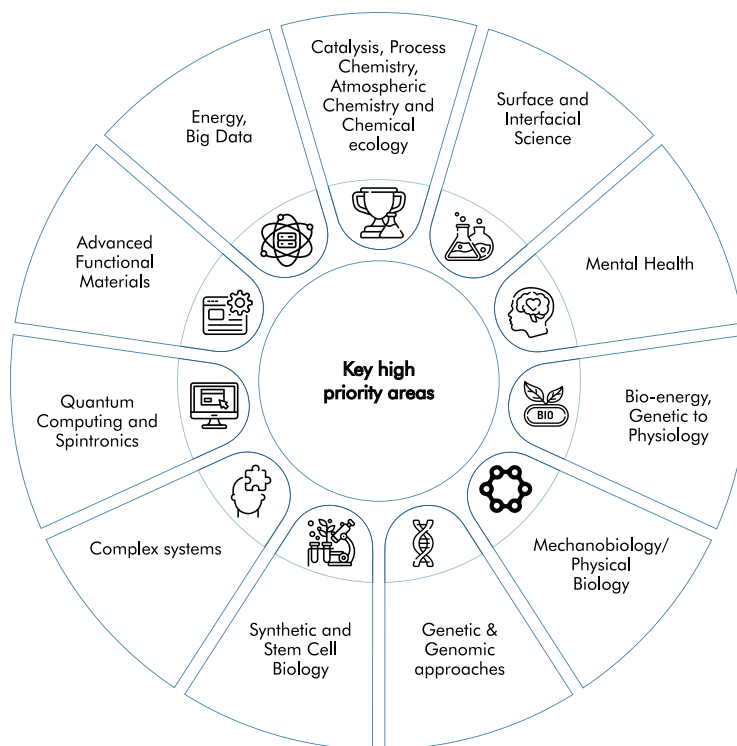 Catalysis, Process
Chemistry,
Atmospheric
Chemistry and
Chemical
ecology
Surface and
Interfacial
Science
Mental Health
Bio-energy,
Genetic to
Physiology
BIO
Mechanobiology/
Physical
Biology
Genetic &
Genomic
approaches
Synthetic and
Stem Cell
Biology
Complex systems
Quantum
Computing and
Spintronics
Advanced
Functional
Materials
Energy,
Big Data
Key high
priority areas